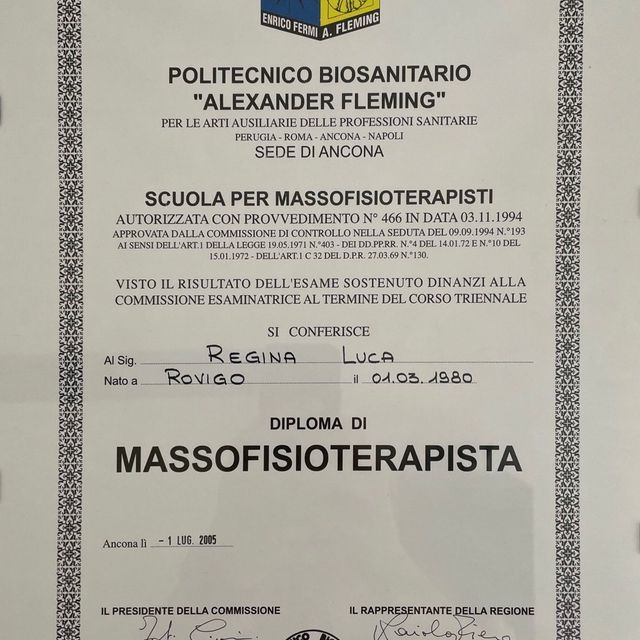 ENRICO FERMI A. FLEMING
POLITECNICO BIOSANITARIO
"ALEXANDER FLEMING"
PER LE ARTI AUSILIARIE DELLE PROFESSIONI SANITARIE
PERUGIA - ROMA - ANCONA - NAPOLI
SEDE DI ANCONA
SCUOLA PER MASSOFISIOTERAPISTI
AUTORIZZATA CON PROVVEDIMENTO N° 466 IN DATA 03.11.1994
APPROVATA DALLA COMMISSIONE DI CONTROLLO NELLA SEDUTA DEL 09.09.1994 N.°193
AI SENSI DELL'ART.1 DELLA LEGGE 19.05.1971 N.°403 - DEI DD.PP.RR. N.°4 DEL 14.01.72 E N.°10 DEL
15.01.1972 - DELL'ART.1 C 32 DEL D.P.R. 27.03.69 N.°130.
VISTO IL RISULTATO DELL'ESAME SOSTENUTO DINANZI ALLA
COMMISSIONE ESAMINATRICE AL TERMINE DEL CORSO TRIENNALE
SI CONFERISCE
Al Sig. REGINA LUCA
Nato a ROVIGO il 01.03.1980
DIPLOMA DI
MASSOFISIOTERAPISTA
Ancona lì - 1 LUG. 2005
IL PRESIDENTE DELLA COMMISSIONE IL RAPPRESENTANTE DELLA REGIONE